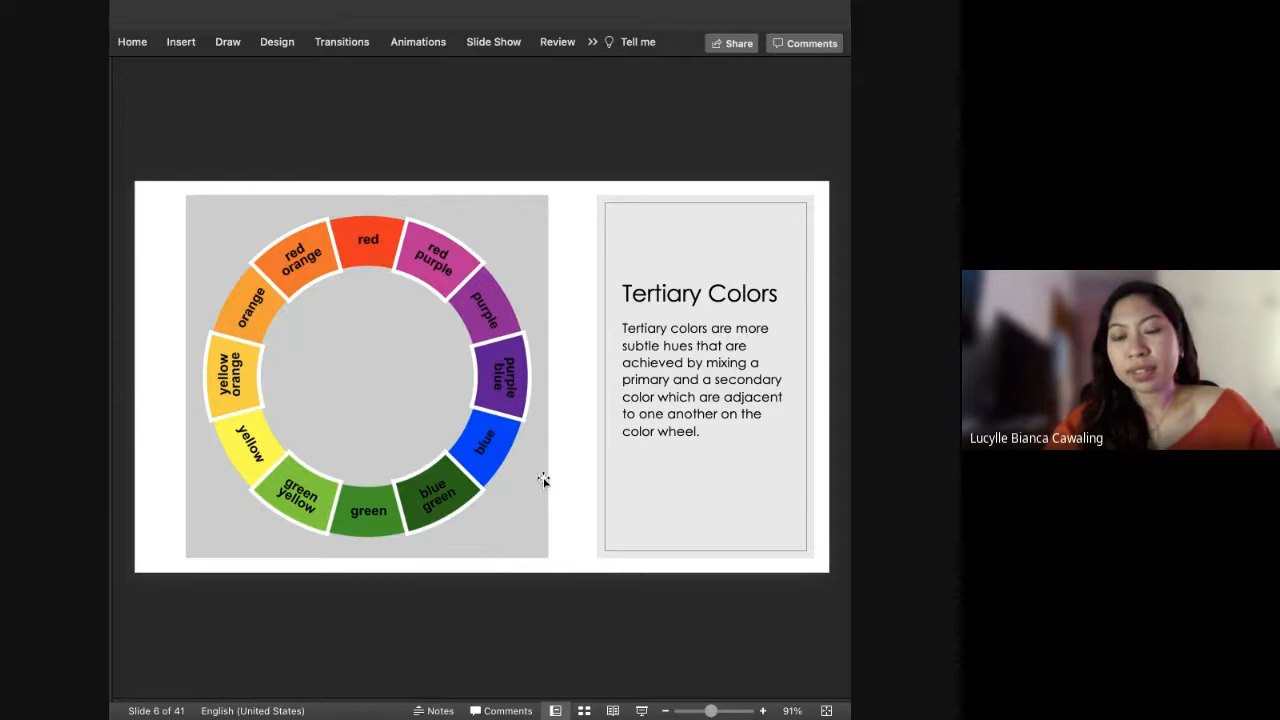 Home Insert Draw Design Transitions Animations Slide Show Review >> Tell me Share Comments
red
red
purple
purple
purple
blue
blue
blue
green
green
green
yellow
yellow
yellow
orange
orange
red
orange
Tertiary Colors
Tertiary colors are more
subtle hues that are
achieved by mixing a
primary and a secondary
color which are adjacent
to one another on the
color wheel.
Lucylle Bianca Cawaling
Slide 6 of 41 English (United States) Notes Comments 91%